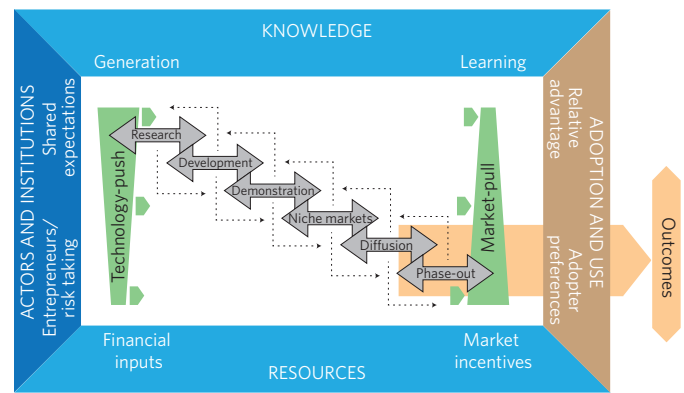 KNOWLEDGE
Generation
Learning
ACTORS AND INSTITUTIONS
Shared
expectations
Entrepreneurs/
risk taking
Technology-push
Research
Development
Demonstration
Niche markets
Diffusion
Phase-out
Market-pull
Relative
advantage
ADOPTION AND USE
Adopter
preferences
Outcomes
Financial
inputs
Market
incentives
RESOURCES